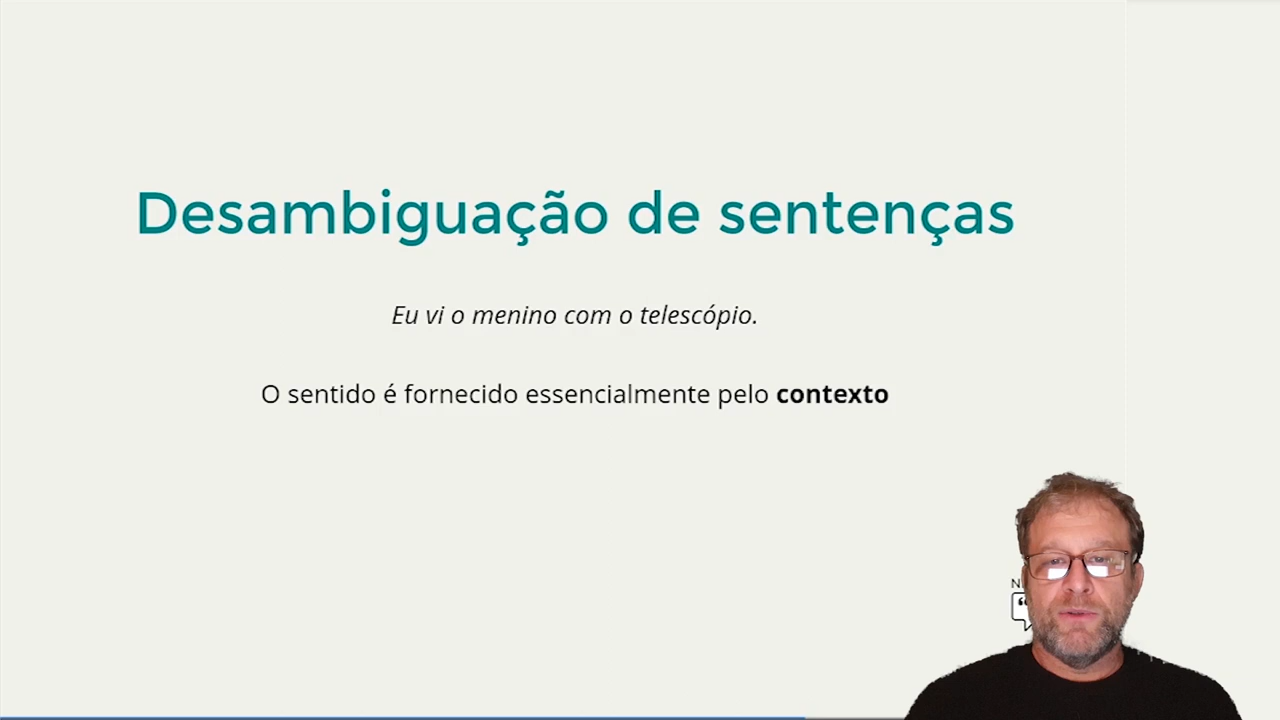 Desambiguação de sentenças
Eu vi o menino com o telescópio.
O sentido é fornecido essencialmente pelo contexto